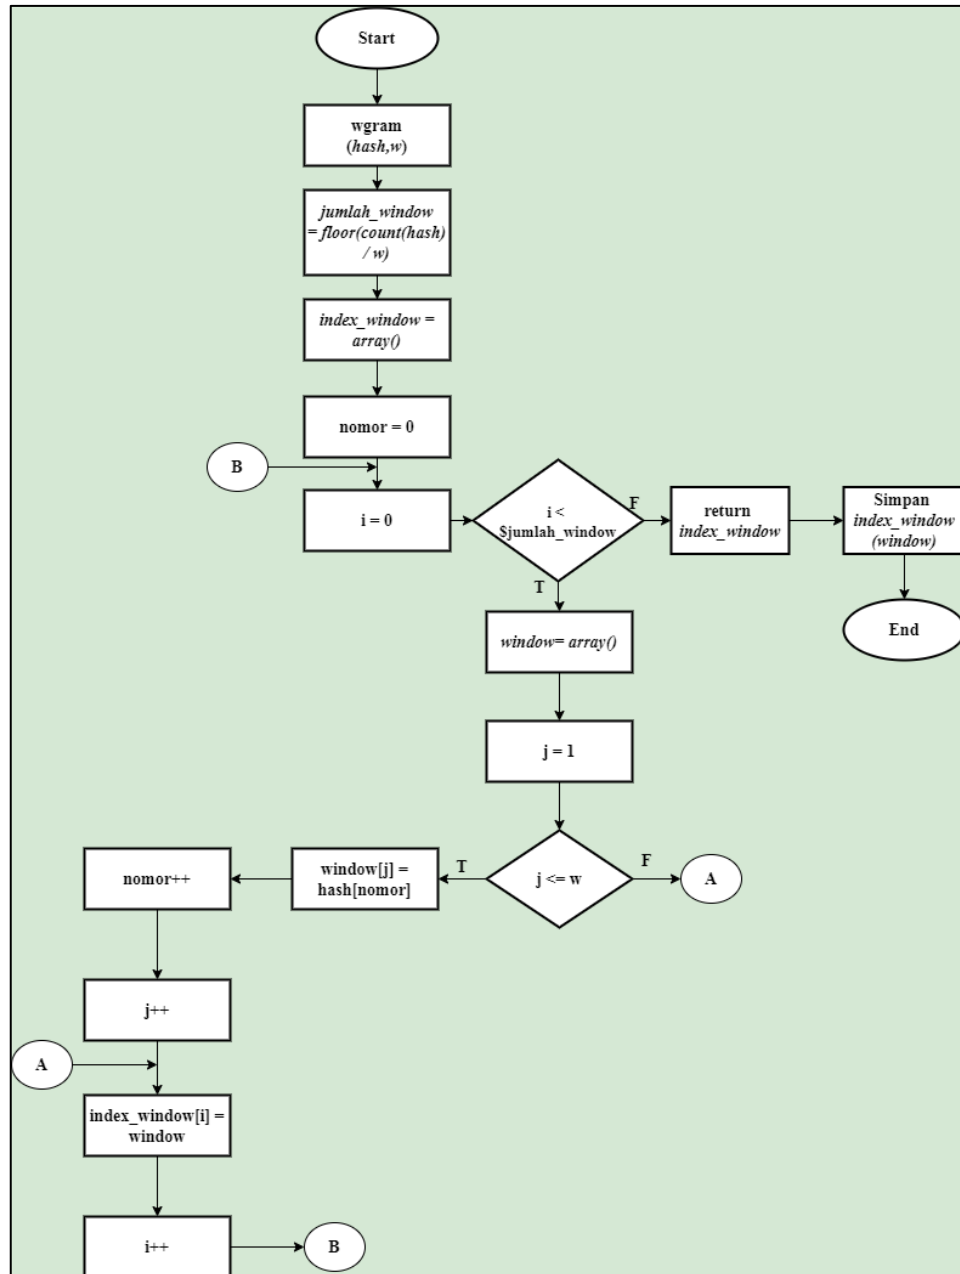 Start
wgram
(hash,w)
jumlah_window
= floor(count(hash)
/ w)
index_window =
array()
nomor = 0
B
i = 0
i <
$jumlah_window
F
return
index_window
Simpan
index_window
(window)
End
T
window= array()
j = 1
j <= w
F
A
T
window[j] =
hash[nomor]
nomor++
j++
A
index_window[i] =
window
i++
B